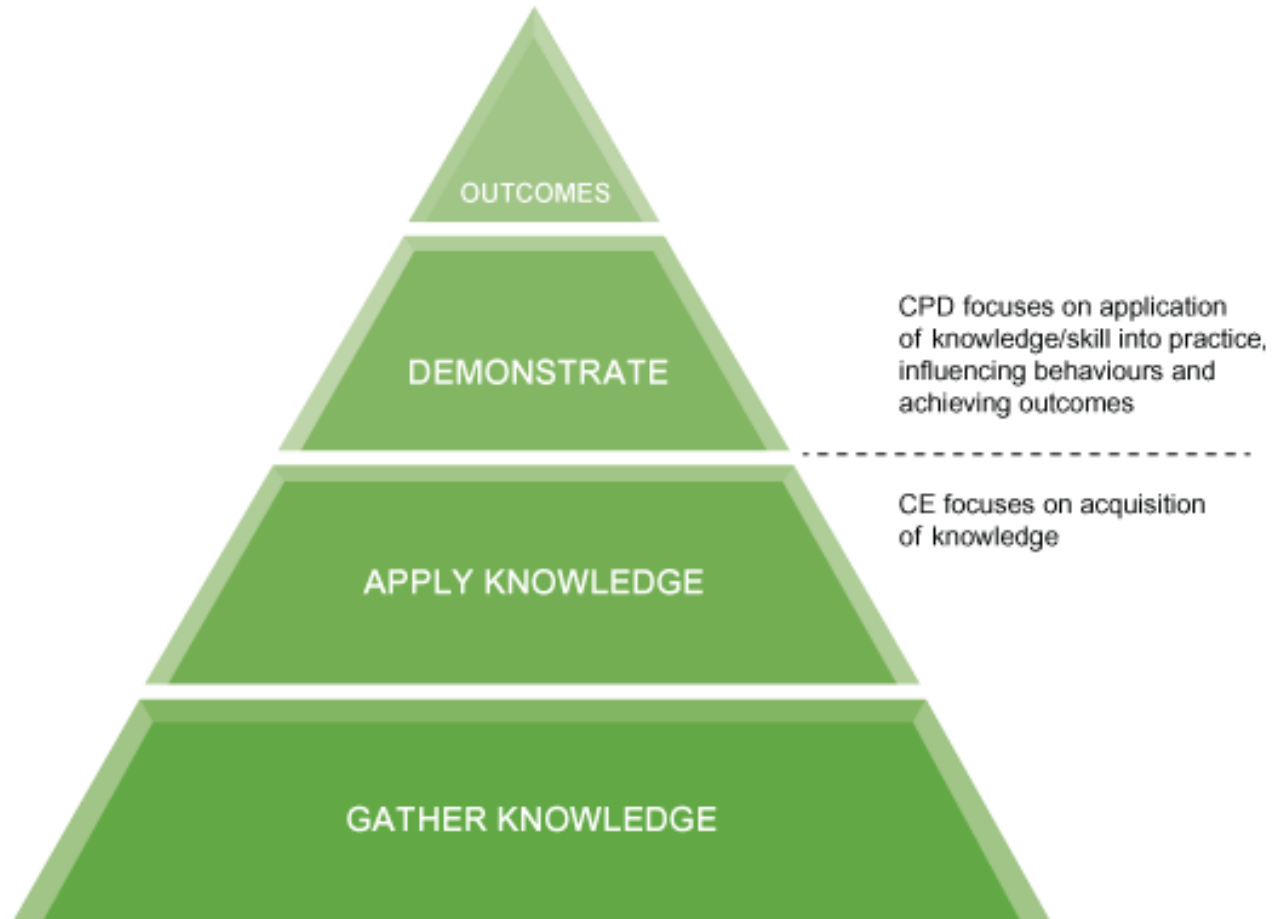 OUTCOMES
DEMONSTRATE
CPD focuses on application
of knowledge/skill into practice,
influencing behaviours and
achieving outcomes
CE focuses on acquisition
of knowledge
APPLY KNOWLEDGE
GATHER KNOWLEDGE